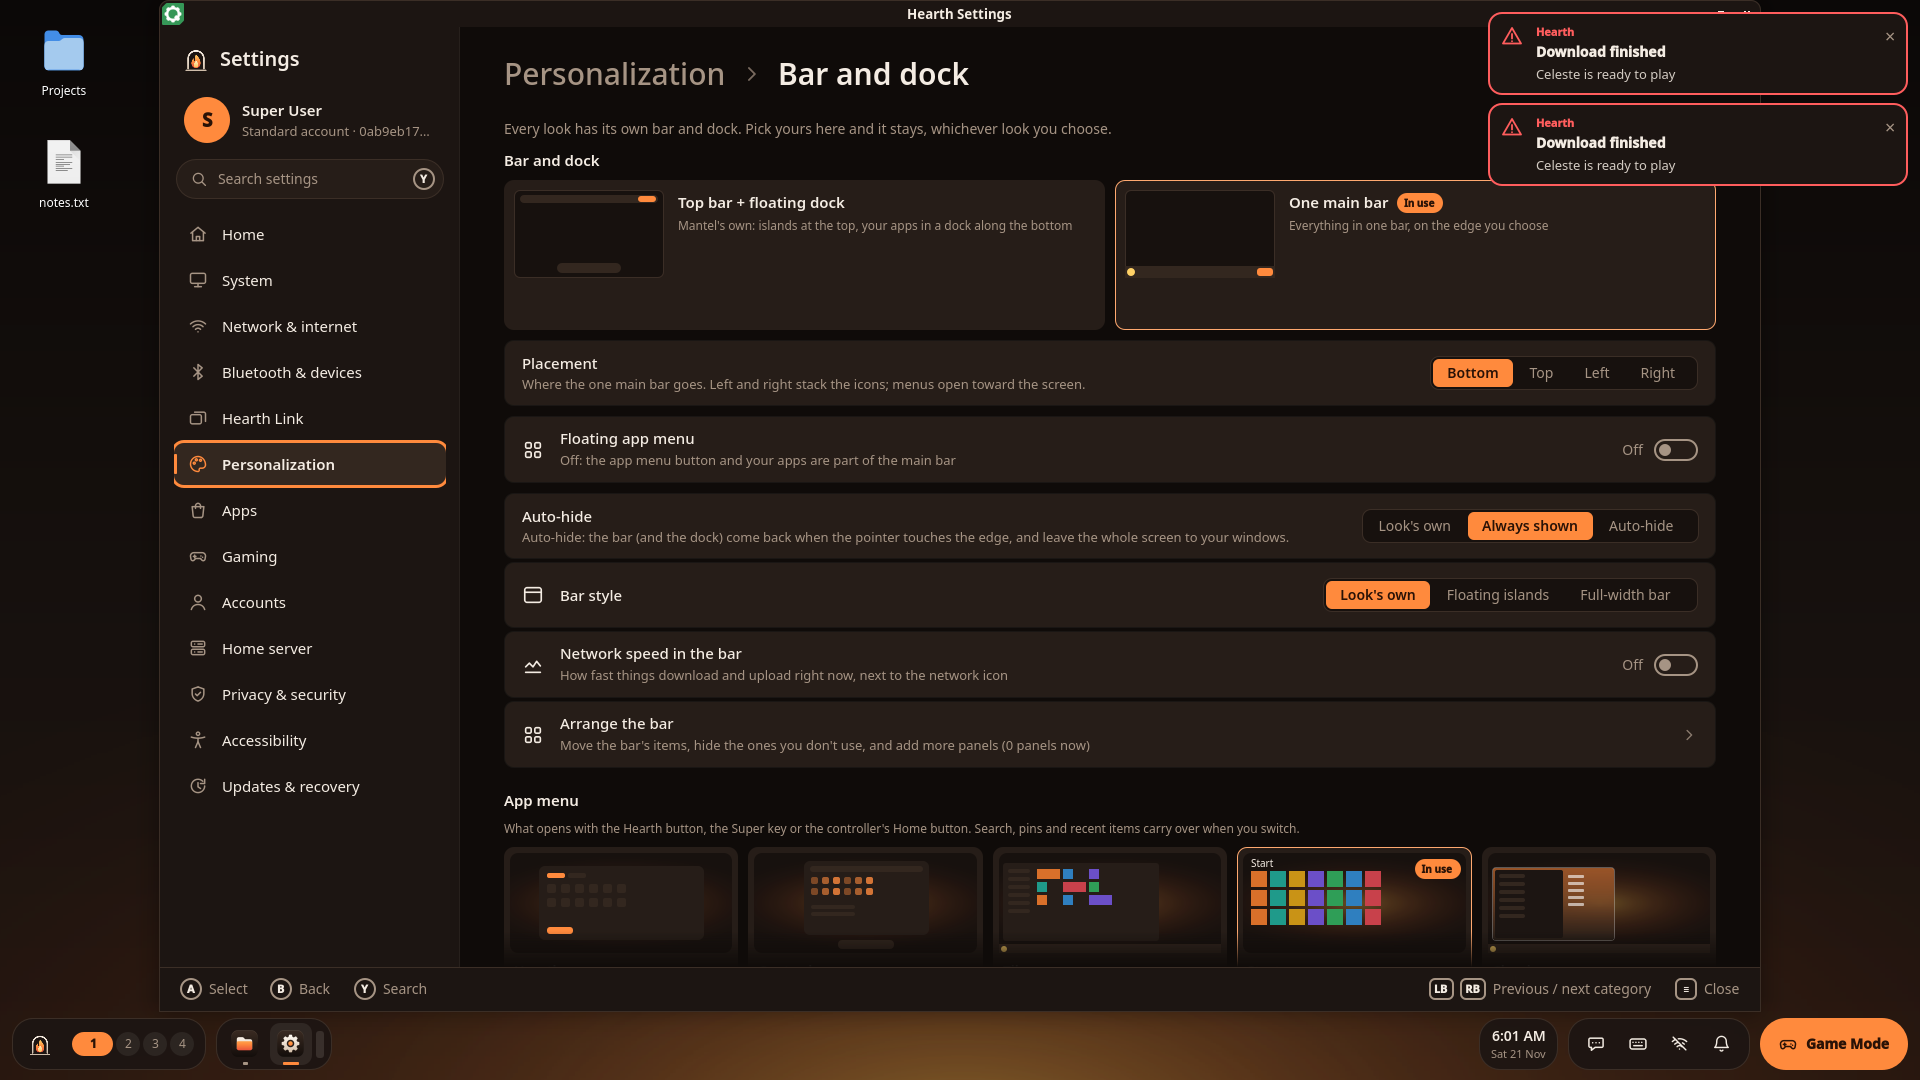 Hearth Settings
Projects
notes.txt
Settings
S
Super User
Standard account · 0ab9eb17...
Search settings
Y
Home
System
Network & internet
Bluetooth & devices
Hearth Link
Personalization
Apps
Gaming
Accounts
Home server
Privacy & security
Accessibility
Updates & recovery
Personalization > Bar and dock
Every look has its own bar and dock. Pick yours here and it stays, whichever look you choose.
Bar and dock
Top bar + floating dock
Mantel's own: islands at the top, your apps in a dock along the bottom
One main bar In use
Everything in one bar, on the edge you choose
Placement
Where the one main bar goes. Left and right stack the icons; menus open toward the screen.
Bottom Top Left Right
Floating app menu
Off: the app menu button and your apps are part of the main bar
Off
Auto-hide
Auto-hide: the bar (and the dock) come back when the pointer touches the edge, and leave the whole screen to your windows.
Look's own Always shown Auto-hide
Bar style
Look's own Floating islands Full-width bar
Network speed in the bar
How fast things download and upload right now, next to the network icon
Off
Arrange the bar
Move the bar's items, hide the ones you don't use, and add more panels (0 panels now)
App menu
What opens with the Hearth button, the Super key or the controller's Home button. Search, pins and recent items carry over when you switch.
Start
In use
Hearth
Download finished
Celeste is ready to play
Hearth
Download finished
Celeste is ready to play
A Select B Back Y Search
LB RB Previous / next category Close
1 2 3 4
6:01 AM
Sat 21 Nov
Game Mode